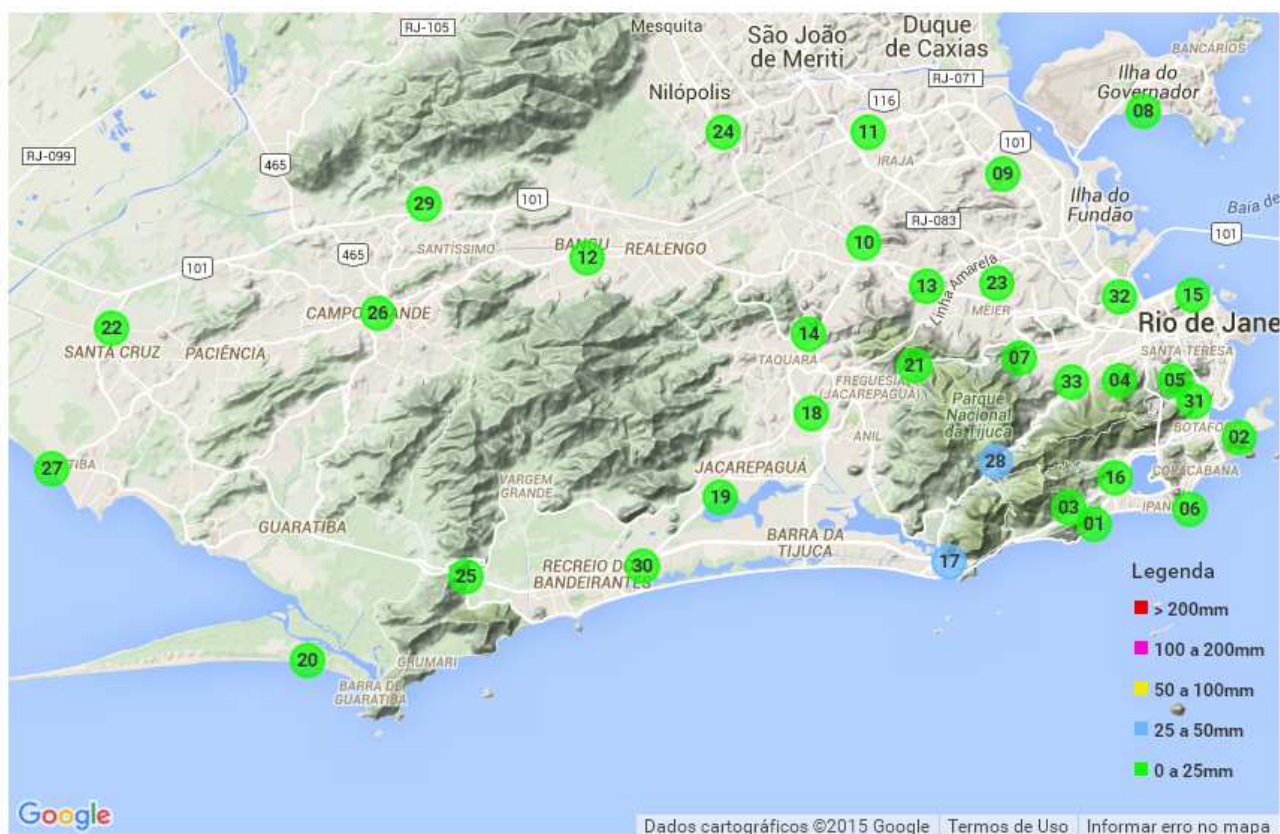 RJ-105
Mesquita
São João
de Meriti
Duque
de Caxias
BANCÁRIOS
RJ-071
Ilha do
Governador
Nilópolis
116
08
24
11
101
RJ-099
465
IRAJA
09
29
101
Ilha do
Fundão
Baía de
RJ-083
101
SANTÍSSIMO
BANGU
REALENGO
10
465
12
101
13
Linha Amarela
23
MÉIER
32
15
CAMPO GRANDE
26
22
SANTA CRUZ
PACIÊNCIA
14
TAQUARA
Rio de Jane
SANTA TERESA
21
07
FREGUESIA
(JACAREPAGUÁ)
33
04
05
31
Parque
Nacional
da Tijuca
18
ANIL
BOTAFO
02
27
TIBA
28
JACAREPAGUÁ
COPACABANA
VARGEM
GRANDE
16
19
03
IPAN
06
01
GUARATIBA
BARRA DA
TIJUCA
17
25
RECREIO DOS
BANDEIRANTES
30
Legenda
> 200mm
100 a 200mm
50 a 100mm
25 a 50mm
0 a 25mm
20
GRUMARI
BARRA DE
GUARATIBA
Google
Dados cartográficos ©2015 Google
Termos de Uso
Informar erro no mapa